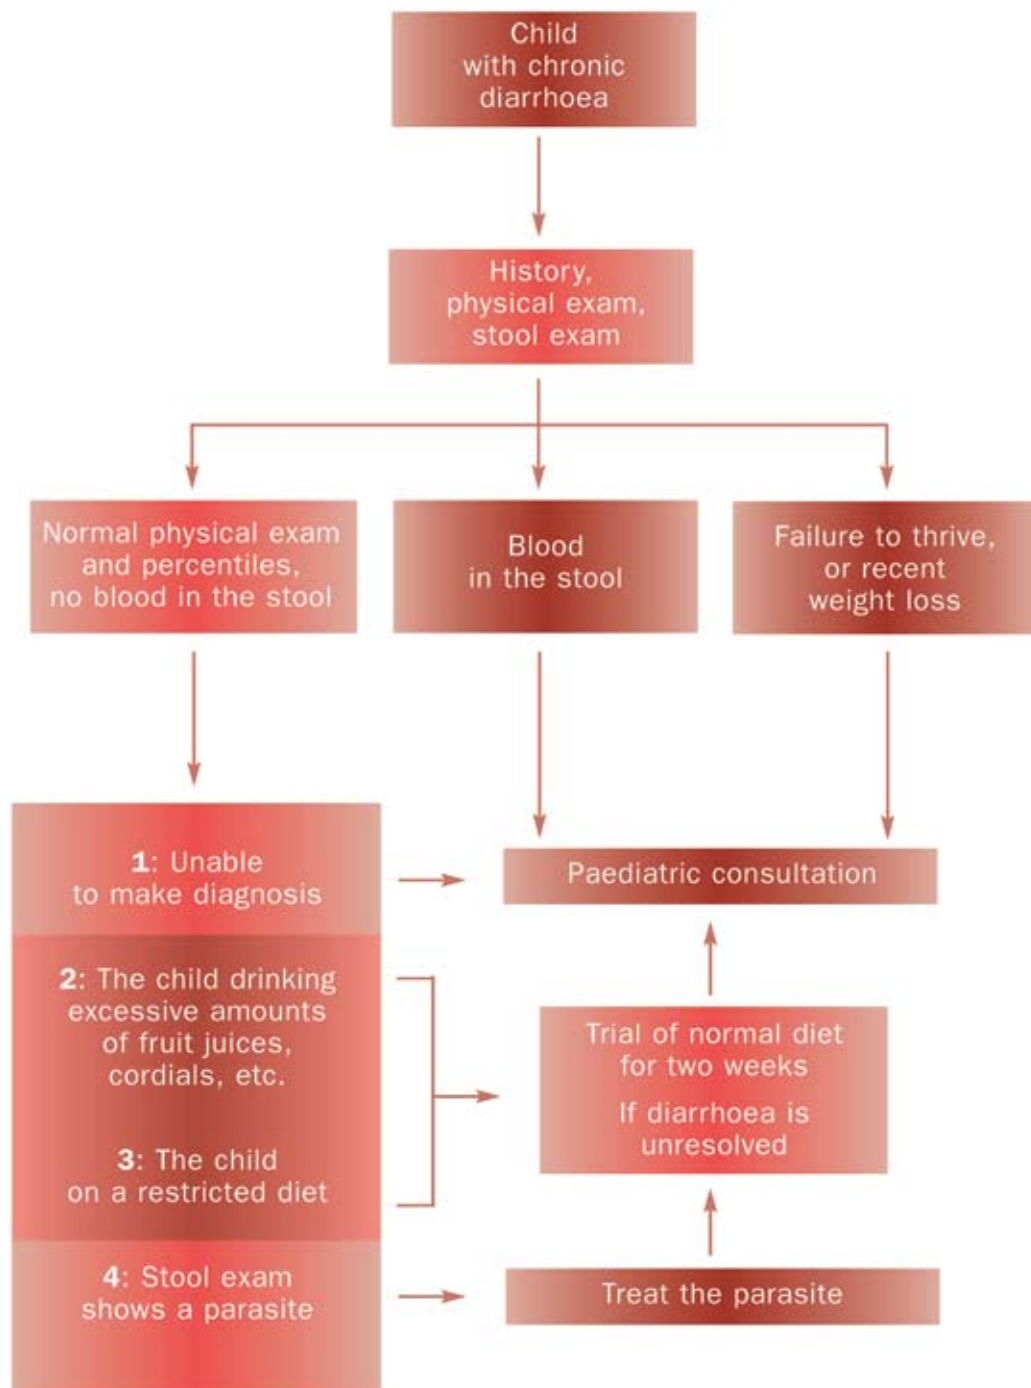 Child
with chronic
diarrhoea
History,
physical exam,
stool exam
Normal physical exam
and percentiles,
no blood in the stool
Blood
in the stool
Failure to thrive,
or recent
weight loss
1: Unable
to make diagnosis
Paediatric consultation
2: The child drinking
excessive amounts
of fruit juices,
cordials, etc.
3: The child
on a restricted diet
Trial of normal diet
for two weeks
If diarrhoea is
unresolved
4: Stool exam
shows a parasite
Treat the parasite